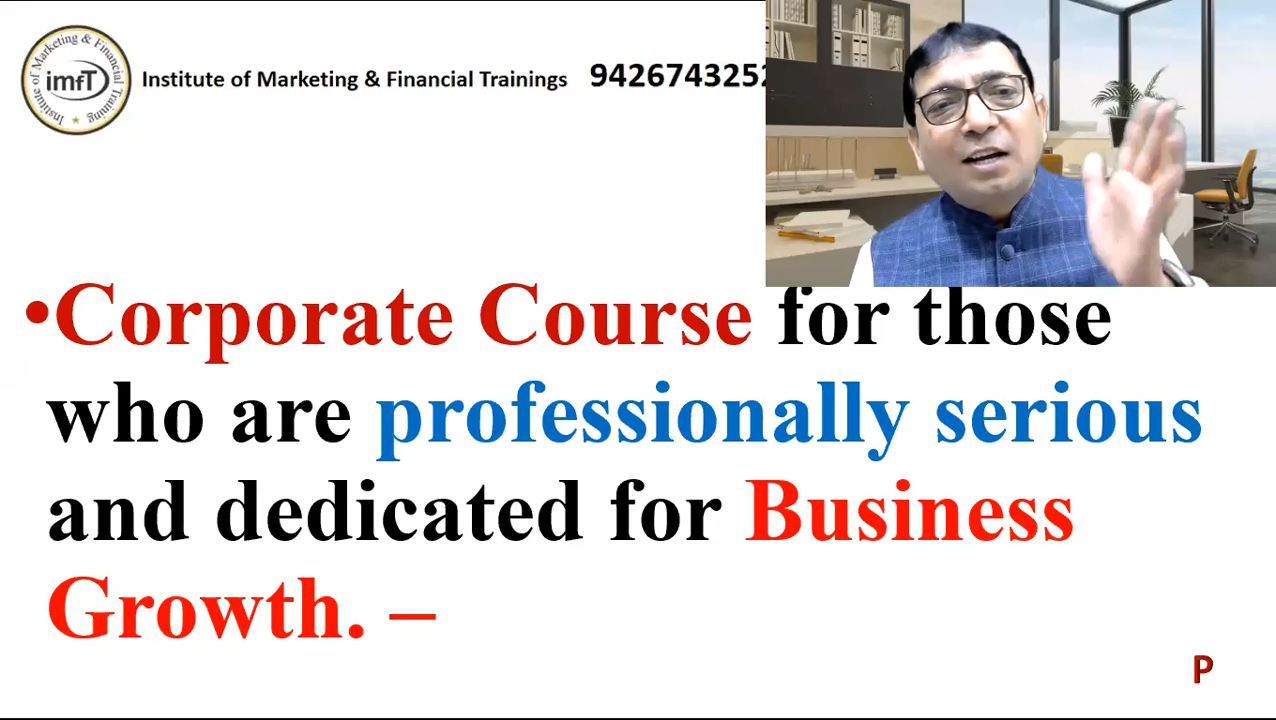 Institute of Marketing & Financial Training
imfT
Institute of Marketing & Financial Trainings 9426743252
•Corporate Course for those
who are professionally serious
and dedicated for Business
Growth. –
P